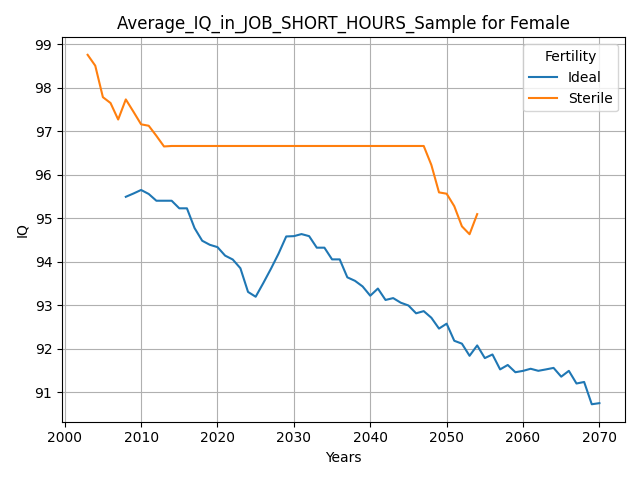 Average_IQ_in_JOB_SHORT_HOURS_Sample for Female
Fertility
Ideal
Sterile
99
98
97
96
95
94
93
92
91
IQ
2000 2010 2020 2030 2040 2050 2060 2070
Years